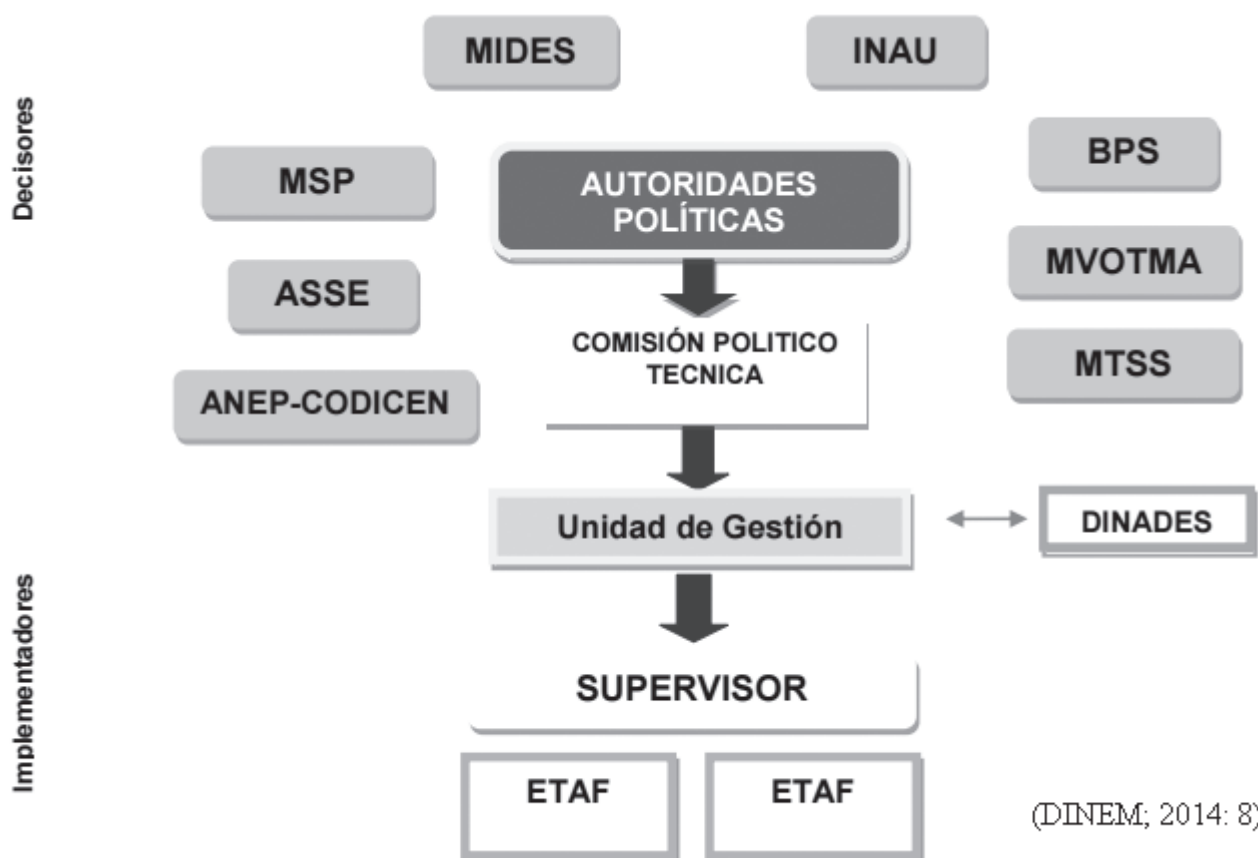 MIDES
INAU
Decisores
MSP
AUTORIDADES
POLÍTICAS
BPS
ASSE
MVOTMA
COMISIÓN POLITICO
TECNICA
MTSS
ANEP-CODICEN
Unidad de Gestión
DINADES
Implementadores
SUPERVISOR
ETAF
ETAF
(DINEM; 2014: 8)